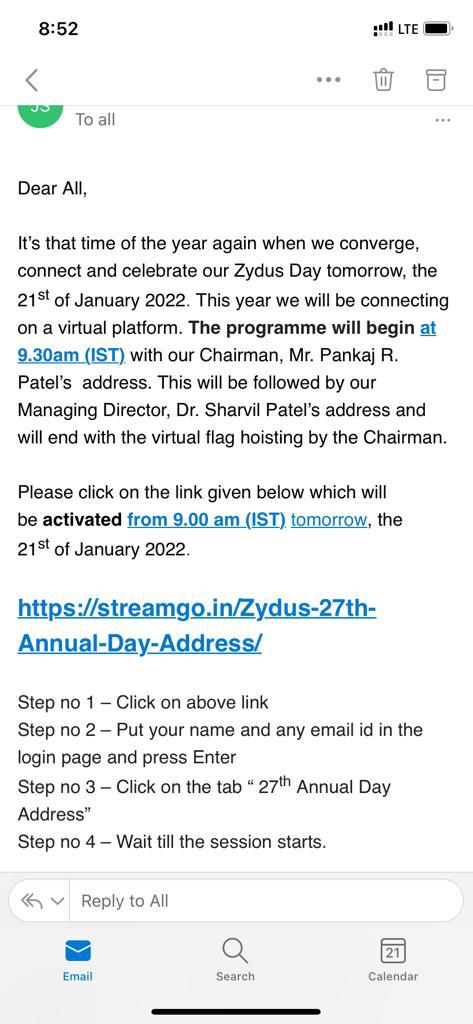 8:52
LTE
JS
To all
Dear All,
It's that time of the year again when we converge,
connect and celebrate our Zydus Day tomorrow, the
21st of January 2022. This year we will be connecting
on a virtual platform. The programme will begin at
9.30am (IST) with our Chairman, Mr. Pankaj R.
Patel's  address. This will be followed by our
Managing Director, Dr. Sharvil Patel's address and
will end with the virtual flag hoisting by the Chairman.
Please click on the link given below which will
be activated from 9.00 am (IST) tomorrow, the
21st of January 2022.
https://streamgo.in/Zydus-27th-
Annual-Day-Address/
Step no 1 – Click on above link
Step no 2 – Put your name and any email id in the
login page and press Enter
Step no 3 – Click on the tab “ 27th Annual Day
Address”
Step no 4 – Wait till the session starts.
Reply to All
21
Email
Search
Calendar